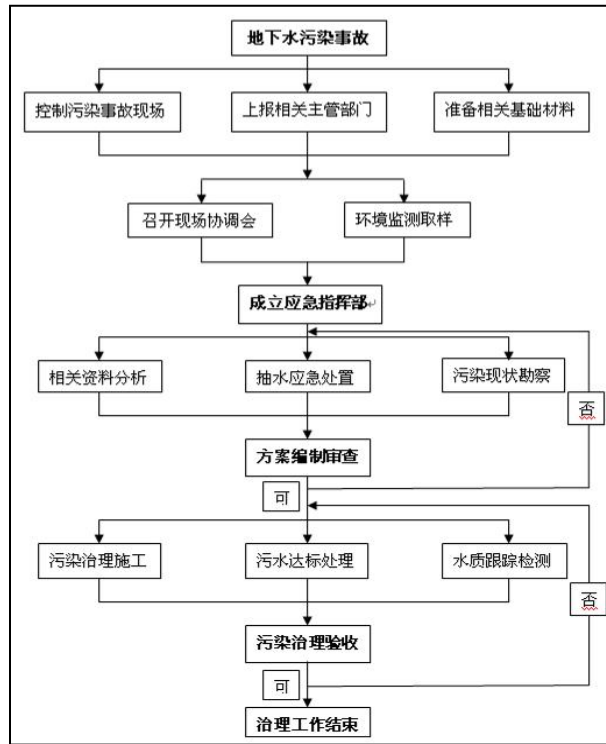 地下水污染事故
控制污染事故现场
上报相关主管部门
准备相关基础材料
召开现场协调会
环境监测取样
成立应急指挥部
相关资料分析
抽水应急处置
污染现状勘察
否
方案编制审查
可
污染治理施工
污水达标处理
水质跟踪检测
否
污染治理验收
可
治理工作结束